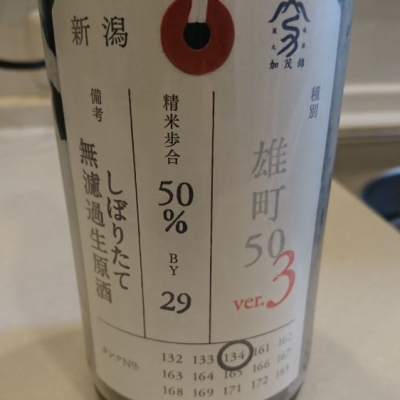 新潟
加茂錦
種別
雄町50
ver.3
精米歩合
50%
BY
29
備考
しぼりたて
無濾過生原酒
タンクNo.
132 133 134 161 162
163 164 165 166 167
168 169 171 172 183